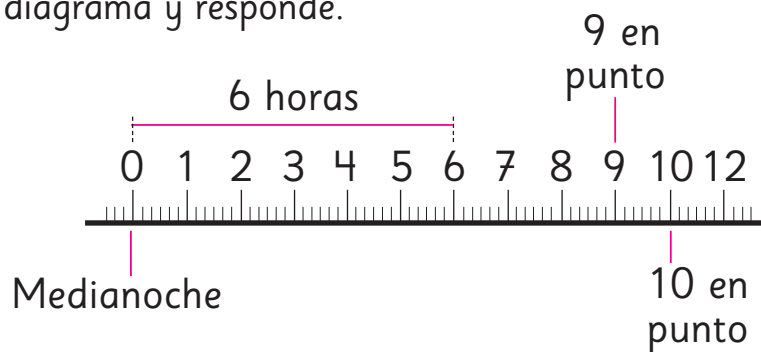 diagrama y responde.
9 en
punto
6 horas
0 1 2 3 4 5 6 7 8 9 10 12
Medianoche
10 en
punto